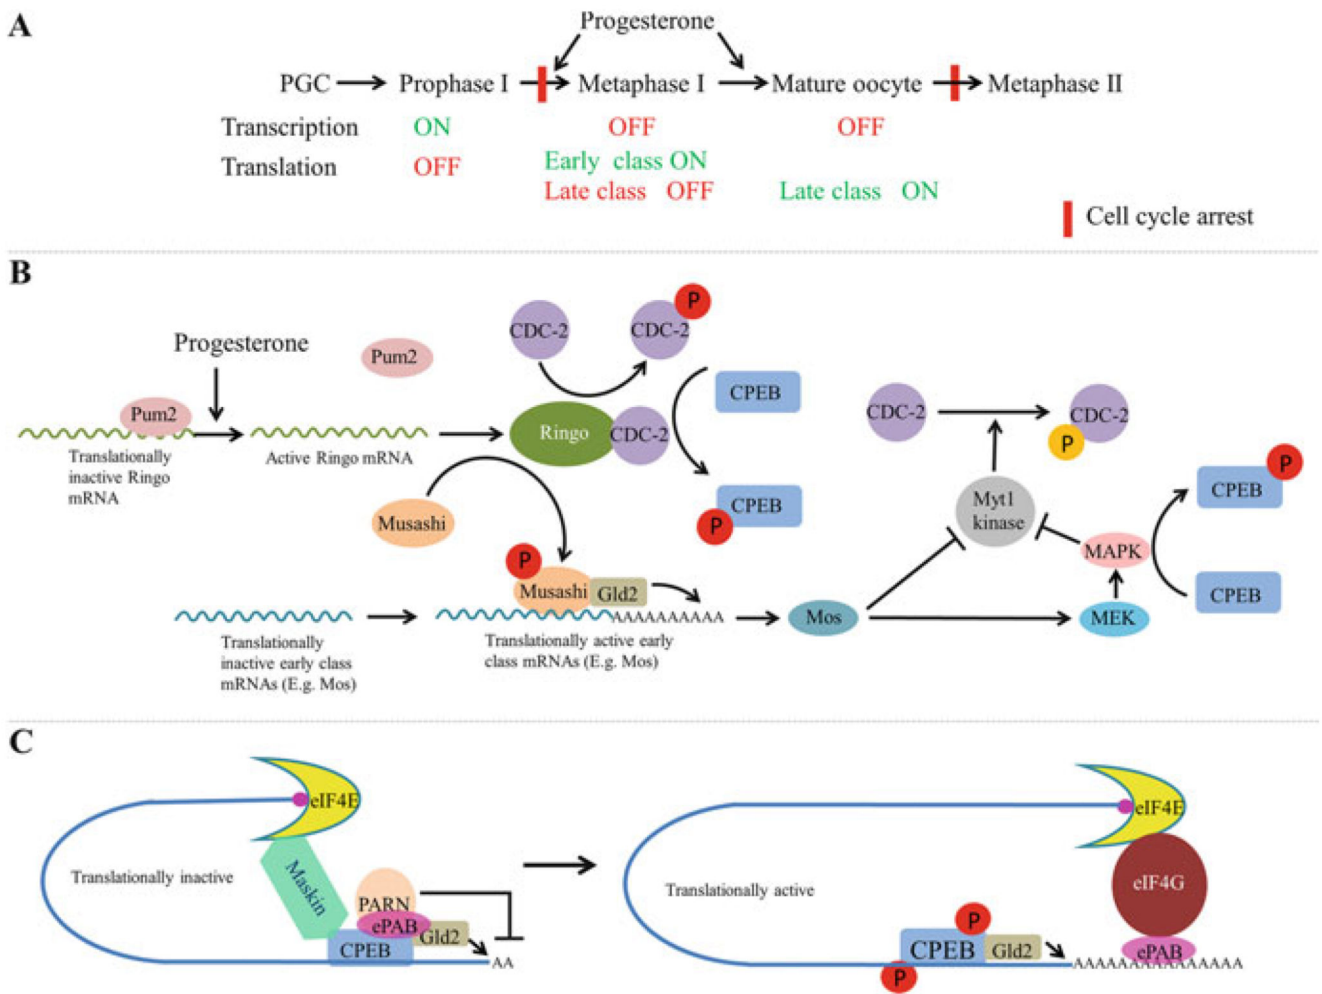 A
Progesterone
PGC Prophase I Metaphase I Mature oocyte Metaphase II
Transcription ON OFF OFF
Translation OFF Early class ON
Late class OFF Late class ON
Cell cycle arrest
B
Progesterone
Pum2
Pum2
Translationally
inactive Ringo
mRNA
Active Ringo mRNA
CDC-2
CDC-2
P
Ringo
CDC-2
CPEB
CPEB
P
Musashi
P
Musashi
Gld2
AAAAAAAAAA
Translationally
inactive early class
mRNAs (E.g. Mos)
Translationally active early
class mRNAs (E.g. Mos)
Mos
CDC-2
CDC-2
P
Myt1
kinase
MAPK
MEK
P
CPEB
CPEB
C
eIF4E
Translationally inactive
Maskin
PARN
ePAB
Gld2
CPEB
AA
eIF4E
Translationally active
eIF4G
P
CPEB
Gld2
ePAB
P
AAAAAAAAAAAAAAA